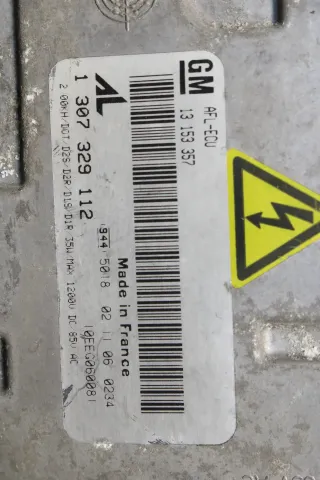 GM
AFL-ECU
13 153 357
AL
1 307 329 112
2.00KH/DOT/D2S/D2R/D1S/D1R 35W/MAX 1200V DC 85V AC
944 5018 02 11 06 0234
Made in France